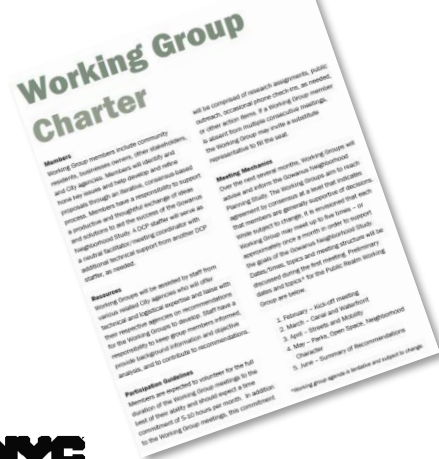 Working Group
Charter
Members
Working Group members include community
residents, businesses owners, other stakeholders,
and City agencies. Members will identify and
hone key issues and help develop and refine
proposals through an iterative, consensus-based
process. Members have a responsibility to support
a productive and thoughtful exchange of ideas
and solutions to aid the success of the Gowanus
Neighborhood Study. A DCP staffer will serve as
a neutral facilitator/meeting coordinator with
additional technical support from another DCP
staffer, as needed.
Resources
Working Groups will be assisted by staff from
various related City agencies who will offer
technical and logistical expertise and liaise with
their respective agencies on recommendations
for the Working Groups to develop. Staff have a
responsibility to keep group members informed,
provide background information and objective
analysis, and to contribute to recommendations.
Participation Guidelines
Members are expected to volunteer for the full
duration of the Working Group meetings to the
best of their ability and should expect a time
commitment of 5-10 hours per month. In addition
to the Working Group meetings, this commitment
will be comprised of research assignments, public
outreach, occasional phone check-ins, as needed,
or other action items. If a Working Group member
is absent from multiple consecutive meetings,
the Working Group may invite a substitute
representative to fill the seat.
Meeting Mechanics
Over the next several months, Working Groups will
advise and inform the Gowanus Neighborhood
Planning Study. The Working Groups aim to reach
agreement by consensus at a level that indicates
that members are generally supportive of decisions.
While subject to change, it is envisioned that each
Working Group may meet up to five times – or
approximately once a month in order to support
the goals of the Gowanus Neighborhood Study.
Dates/times, topics and meeting structure will be
discussed during the first meeting. Preliminary
dates and topics* for the Public Realm Working
Group are below.
1. February – Kick-off meeting
2. March – Canal and Waterfront
3. April – Streets and Mobility
4. May – Parks, Open Space, Neighborhood
Character
5. June – Summary of Recommendations
*Working group agenda is tentative and subject to change
NYC